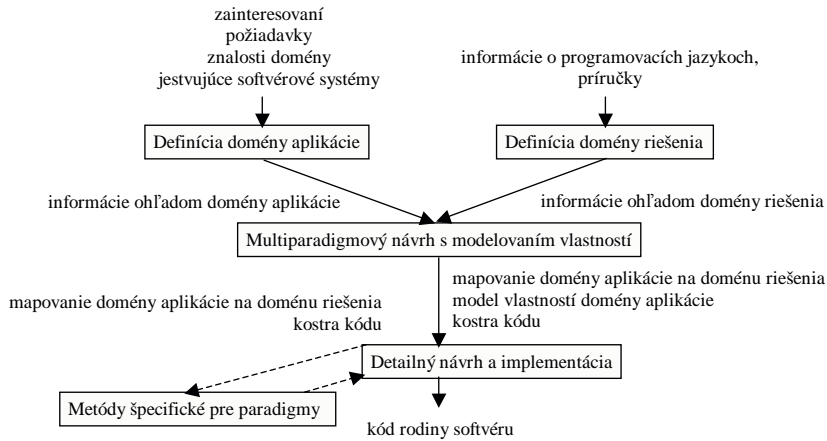 zainteresovaní
požiadavky
znalosti domény
jestvujúce softvérové systémy
informácie o programovacích jazykoch,
príručky
Definícia domény aplikácie
Definícia domény riešenia
informácie ohľadom domény aplikácie
informácie ohľadom domény riešenia
Multiparadigmový návrh s modelovaním vlastností
mapovanie domény aplikácie na doménu riešenia
model vlastností domény aplikácie
kostra kódu
mapovanie domény aplikácie na doménu riešenia
kostra kódu
Detailný návrh a implementácia
Metódy špecifické pre paradigmy
kód rodiny softvéru